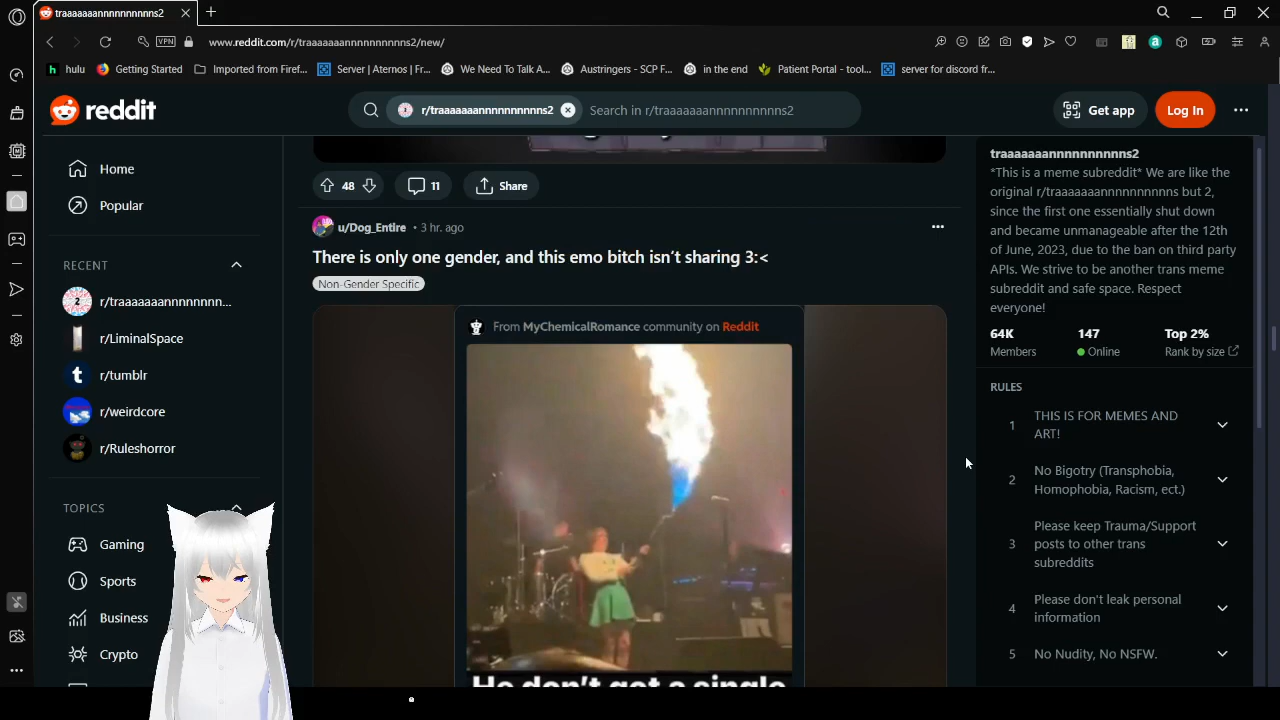 traaaaaaannnnnnnnnns2
VPN
www.reddit.com/r/traaaaaaannnnnnnnnns2/new/
hulu
Getting Started
Imported from Firef...
Server | Aternos | Fr...
We Need To Talk A...
Austringers - SCP F...
in the end
Patient Portal - tool...
server for discord fr...
reddit
r/traaaaaaannnnnnnnnns2
Search in r/traaaaaaannnnnnnnnns2
Get app
Log In
Home
Popular
RECENT
r/traaaaaaannnnnnn...
r/LiminalSpace
r/tumblr
r/weirdcore
r/Ruleshorror
TOPICS
Gaming
Sports
Business
Crypto
48
11
Share
u/Dog_Entire • 3 hr. ago
There is only one gender, and this emo bitch isn't sharing 3:<
Non-Gender Specific
From MyChemicalRomance community on Reddit
He don't get a single
traaaaaaannnnnnnnnns2
*This is a meme subreddit* We are like the
original r/traaaaaaannnnnnnnnns but 2,
since the first one essentially shut down
and became unmanageable after the 12th
of June, 2023, due to the ban on third party
APIs. We strive to be another trans meme
subreddit and safe space. Respect
everyone!
64K
Members
147
Online
Top 2%
Rank by size
RULES
1 THIS IS FOR MEMES AND
ART!
2 No Bigotry (Transphobia,
Homophobia, Racism, ect.)
3 Please keep Trauma/Support
posts to other trans
subreddits
4 Please don't leak personal
information
5 No Nudity, No NSFW.